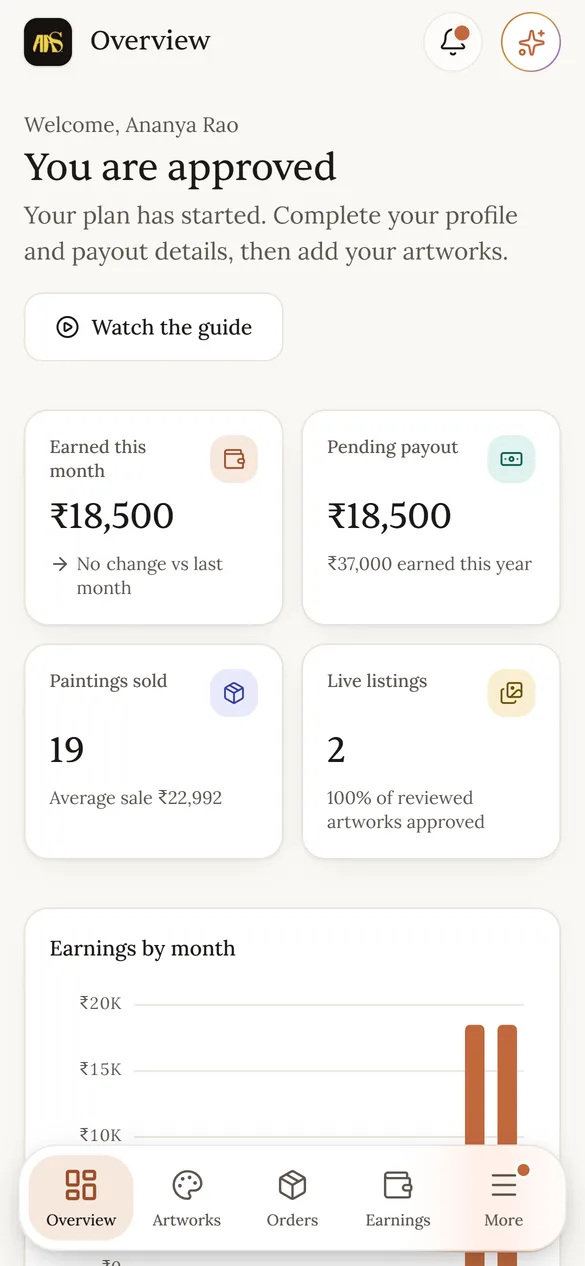 AAS
Overview
Welcome, Ananya Rao
You are approved
Your plan has started. Complete your profile
and payout details, then add your artworks.
Watch the guide
Earned this
month
₹18,500
No change vs last
month
Pending payout
₹18,500
₹37,000 earned this year
Paintings sold
19
Average sale ₹22,992
Live listings
2
100% of reviewed
artworks approved
Earnings by month
₹20K
₹15K
₹10K
Overview
Artworks
Orders
Earnings
More